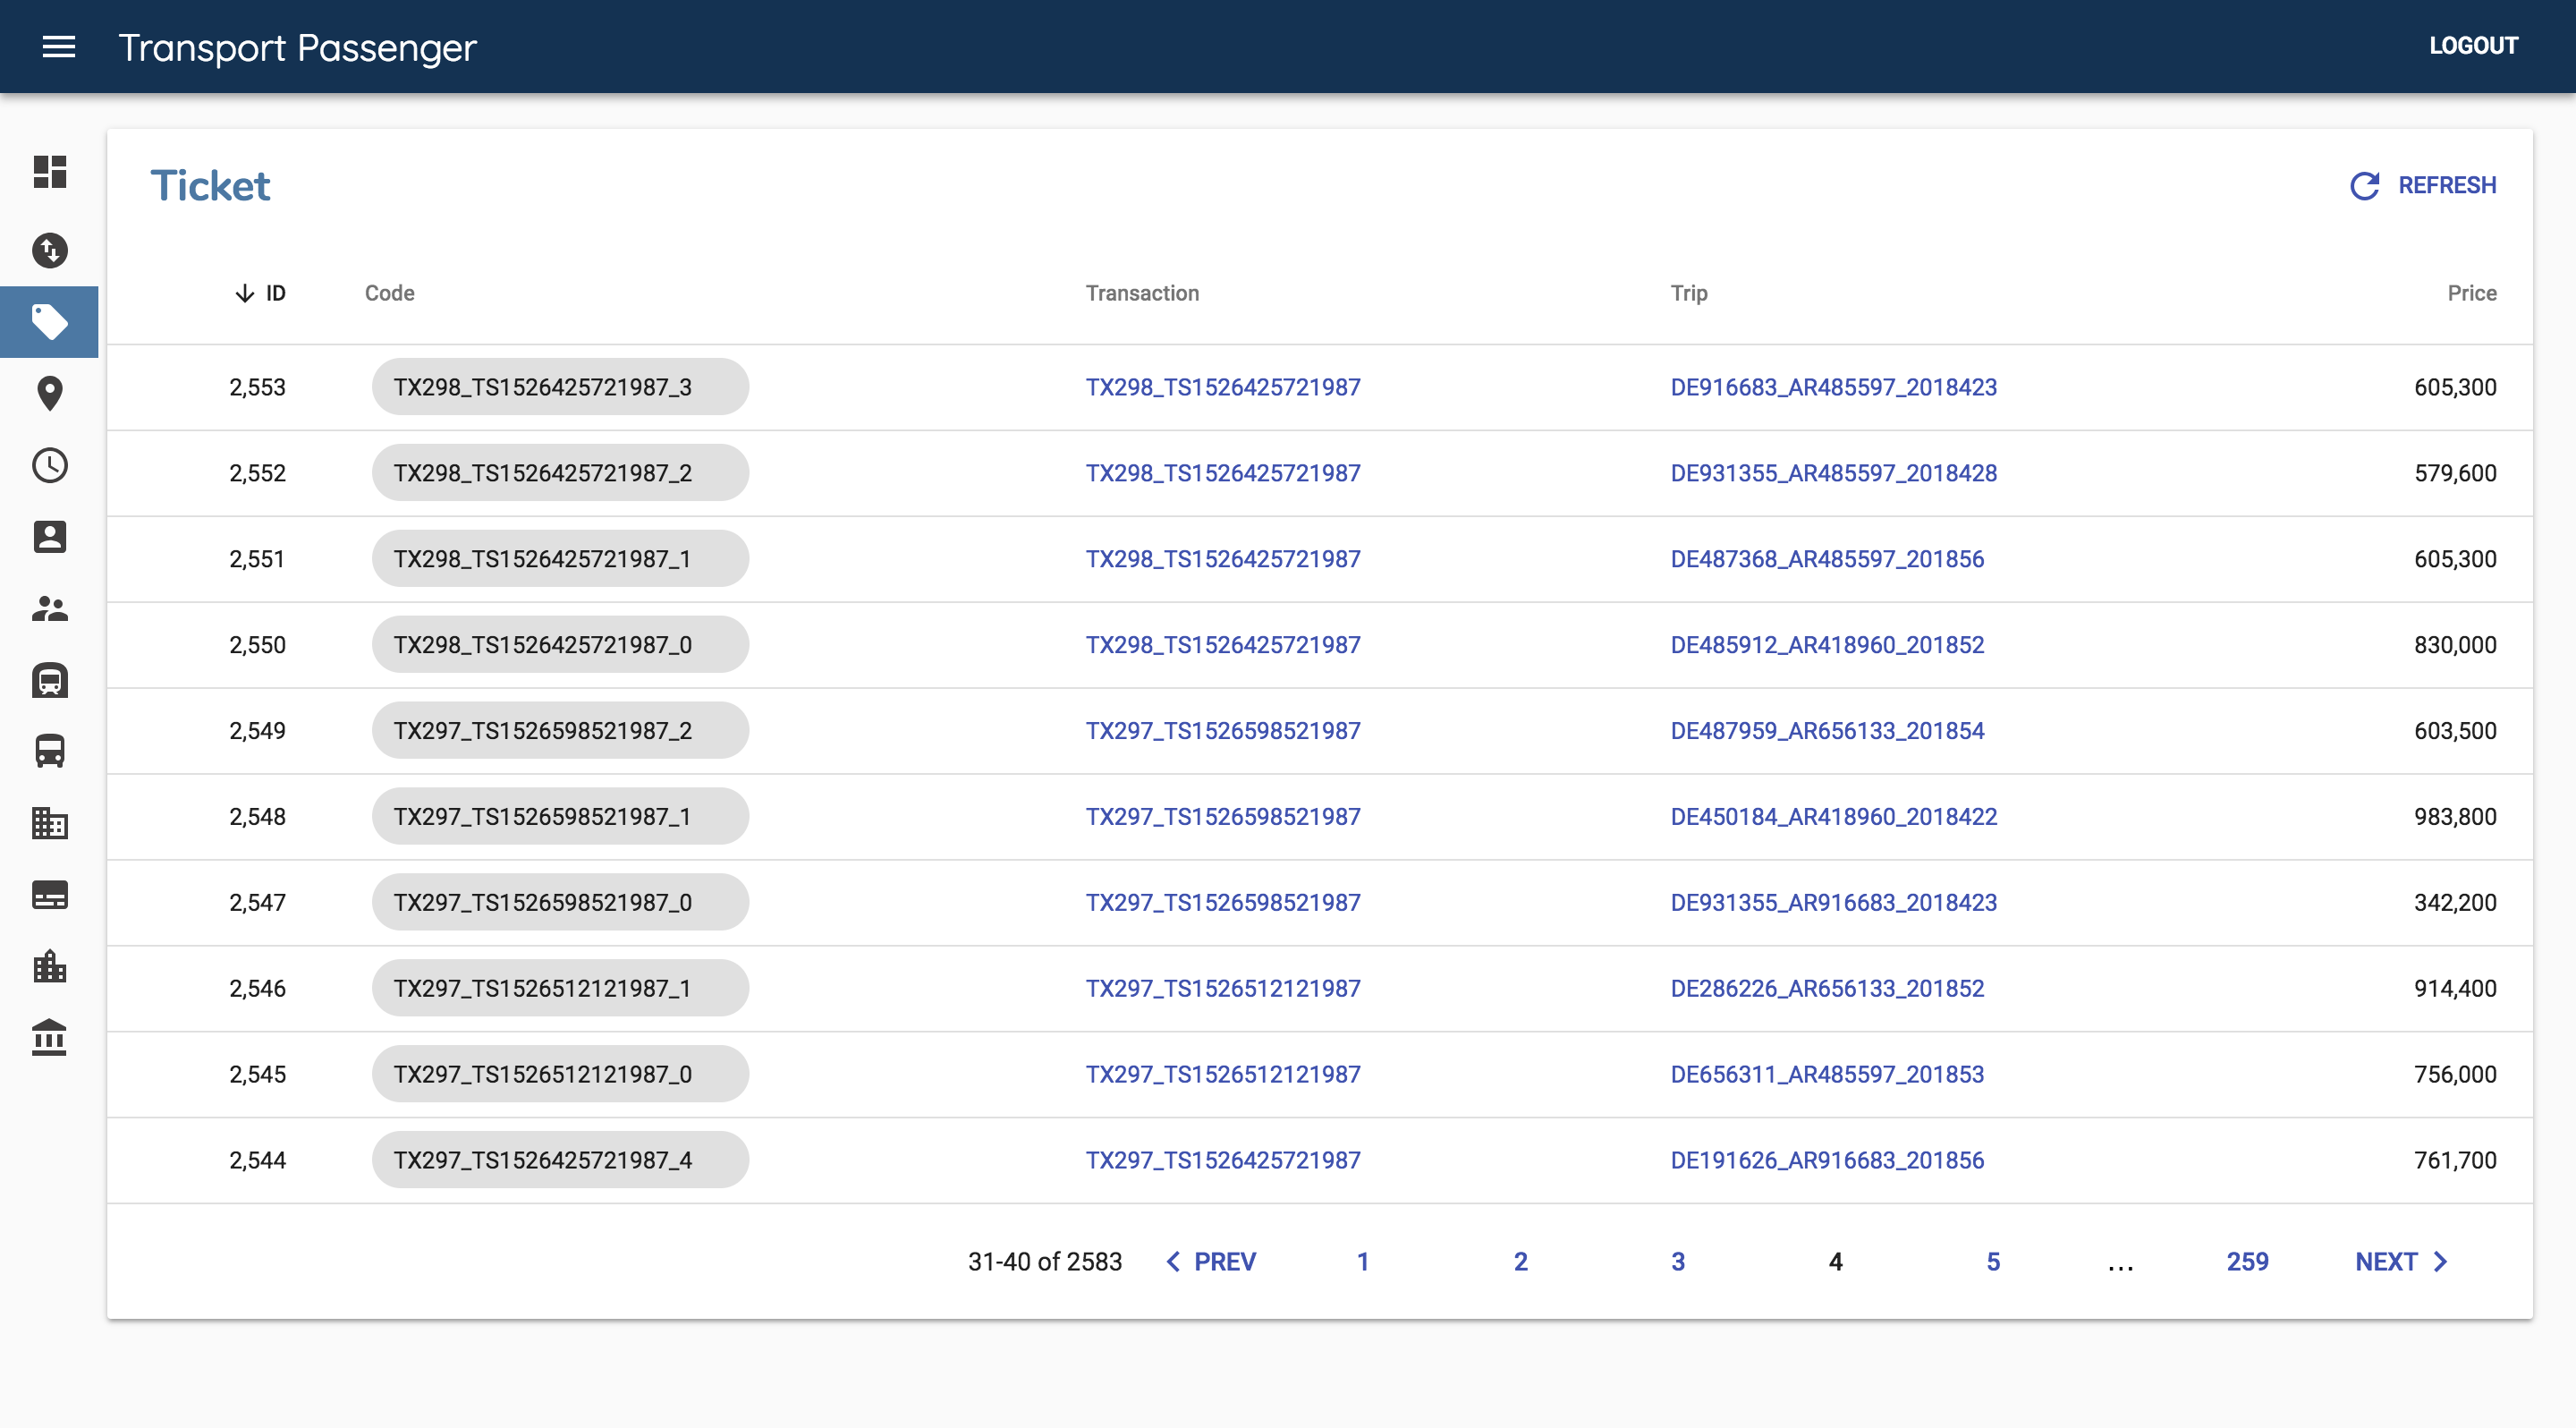 Transport Passenger LOGOUT
Ticket REFRESH
ID Code Transaction Trip Price
2,553 TX298_TS1526425721987_3 TX298_TS1526425721987 DE916683_AR485597_2018423 605,300
2,552 TX298_TS1526425721987_2 TX298_TS1526425721987 DE931355_AR485597_2018428 579,600
2,551 TX298_TS1526425721987_1 TX298_TS1526425721987 DE487368_AR485597_201856 605,300
2,550 TX298_TS1526425721987_0 TX298_TS1526425721987 DE485912_AR418960_201852 830,000
2,549 TX297_TS1526598521987_2 TX297_TS1526598521987 DE487959_AR656133_201854 603,500
2,548 TX297_TS1526598521987_1 TX297_TS1526598521987 DE450184_AR418960_2018422 983,800
2,547 TX297_TS1526598521987_0 TX297_TS1526598521987 DE931355_AR916683_2018423 342,200
2,546 TX297_TS1526512121987_1 TX297_TS1526512121987 DE286226_AR656133_201852 914,400
2,545 TX297_TS1526512121987_0 TX297_TS1526512121987 DE656311_AR485597_201853 756,000
2,544 TX297_TS1526425721987_4 TX297_TS1526425721987 DE191626_AR916683_201856 761,700
31-40 of 2583 PREV 1 2 3 4 5 ... 259 NEXT